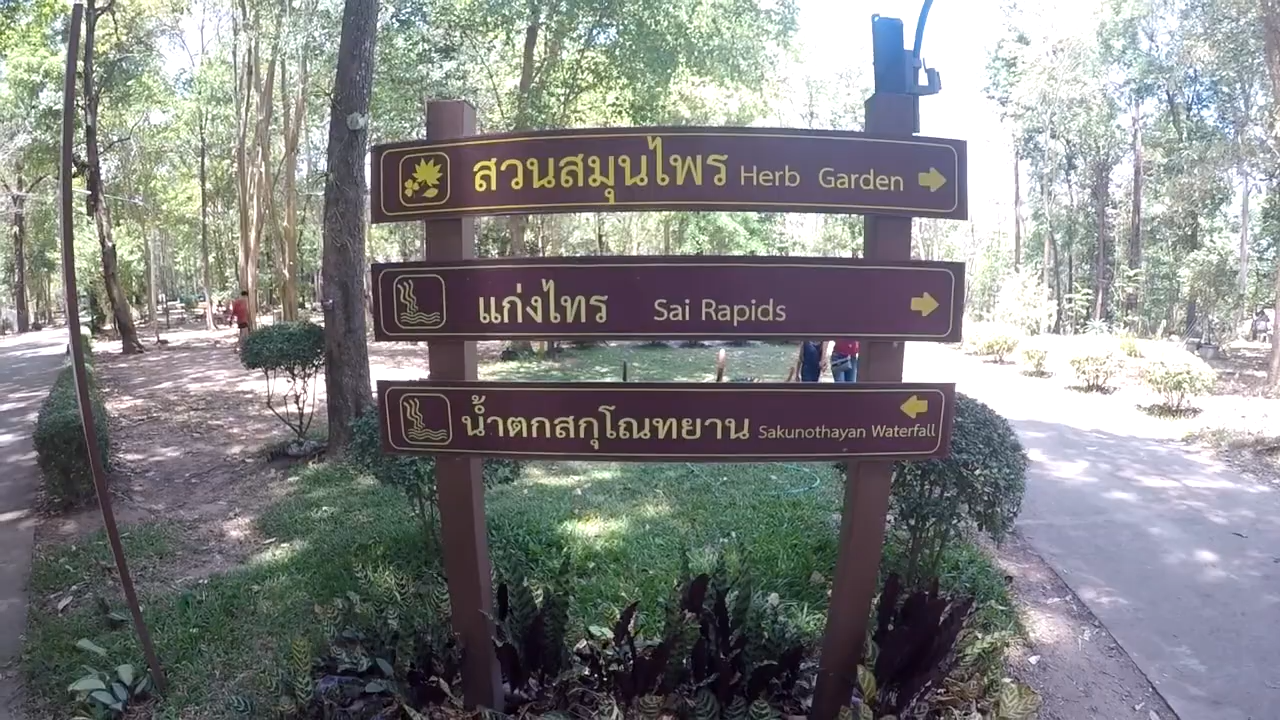 สวนสมุนไพร Herb Garden
แก่งไทร Sai Rapids
น้ำตกสกุโณทยาน Sakunothayan Waterfall